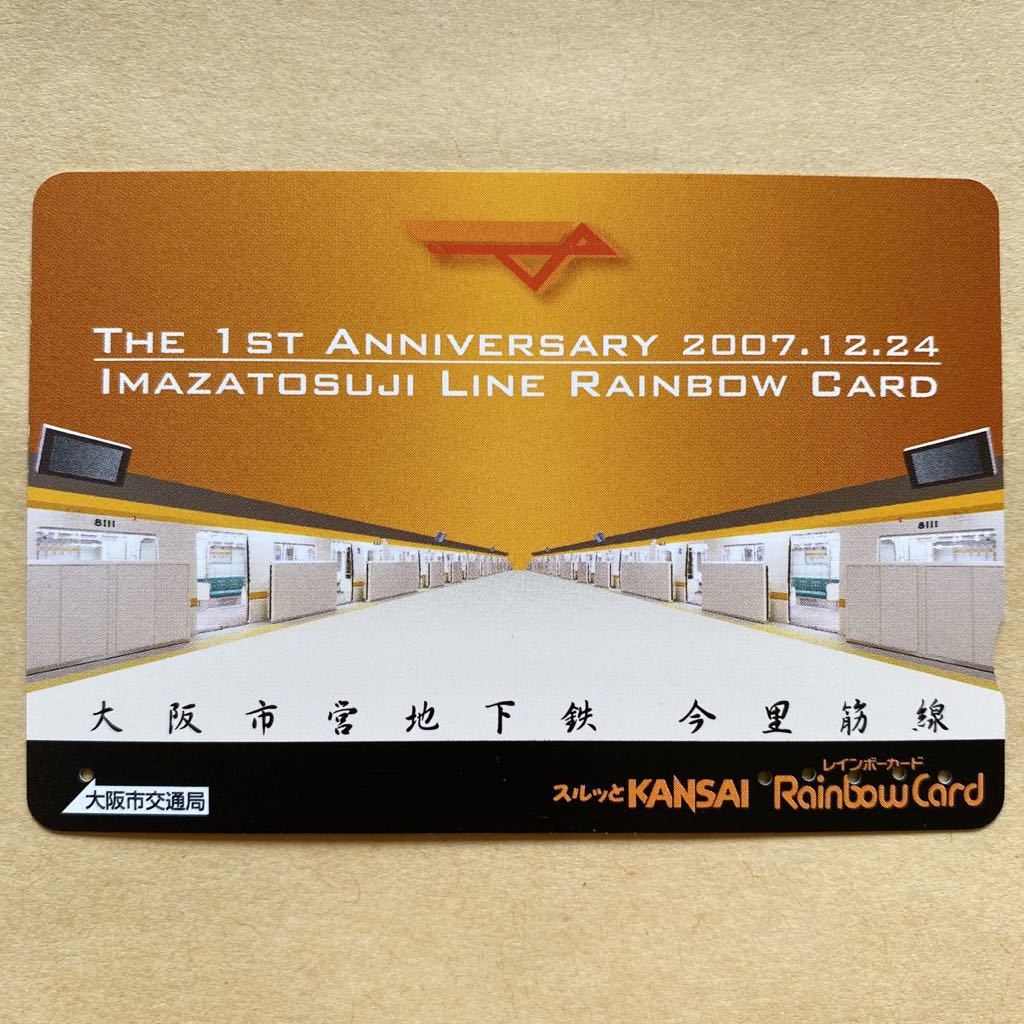 THE 1ST ANNIVERSARY 2007.12.24
IMAZATOSUJI LINE RAINBOW CARD
8111
8111
大阪市営地下鉄 今里筋線
大阪市交通局
スルッとKANSAI
レインボーカード
Rainbow Card